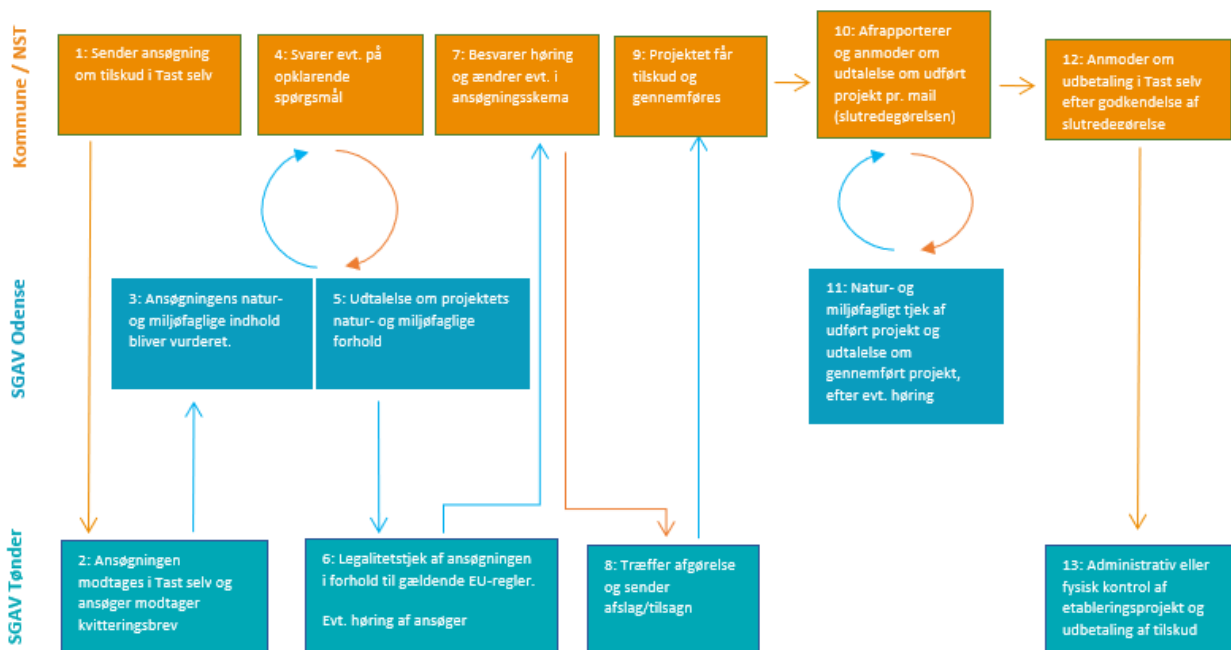 Kommune / NST
1: Sender ansøgning
om tilskud i Tast selv
4: Svarer evt. på
opklarende
spørgsmål
7: Besvarer høring
og ændrer evt. i
ansøgningsskema
9: Projektet får
tilskud og
gennemføres
10: Afrapporterer
og anmoder om
udtalelse om udført
projekt pr. mail
(slutredegørelsen)
12: Anmoder om
udbetaling i Tast selv
efter godkendelse af
slutredegørelse
SGAV Odense
3: Ansøgningens natur-
og miljøfaglige indhold
bliver vurderet.
5: Udtalelse om projektets
natur- og miljøfaglige
forhold
11: Natur- og
miljøfagligt tjek af
udført projekt og
udtalelse om
gennemført projekt,
efter evt. høring
SGAV Tønder
2: Ansøgningen
modtages i Tast selv og
ansøger modtager
kvitteringsbrev
6: Legalitetstjek af ansøgningen
i forhold til gældende EU-regler.
Evt. høring af ansøger
8: Træffer afgørelse
og sender
afslag/tilsagn
13: Administrativ eller
fysisk kontrol af
etableringsprojekt og
udbetaling af tilskud